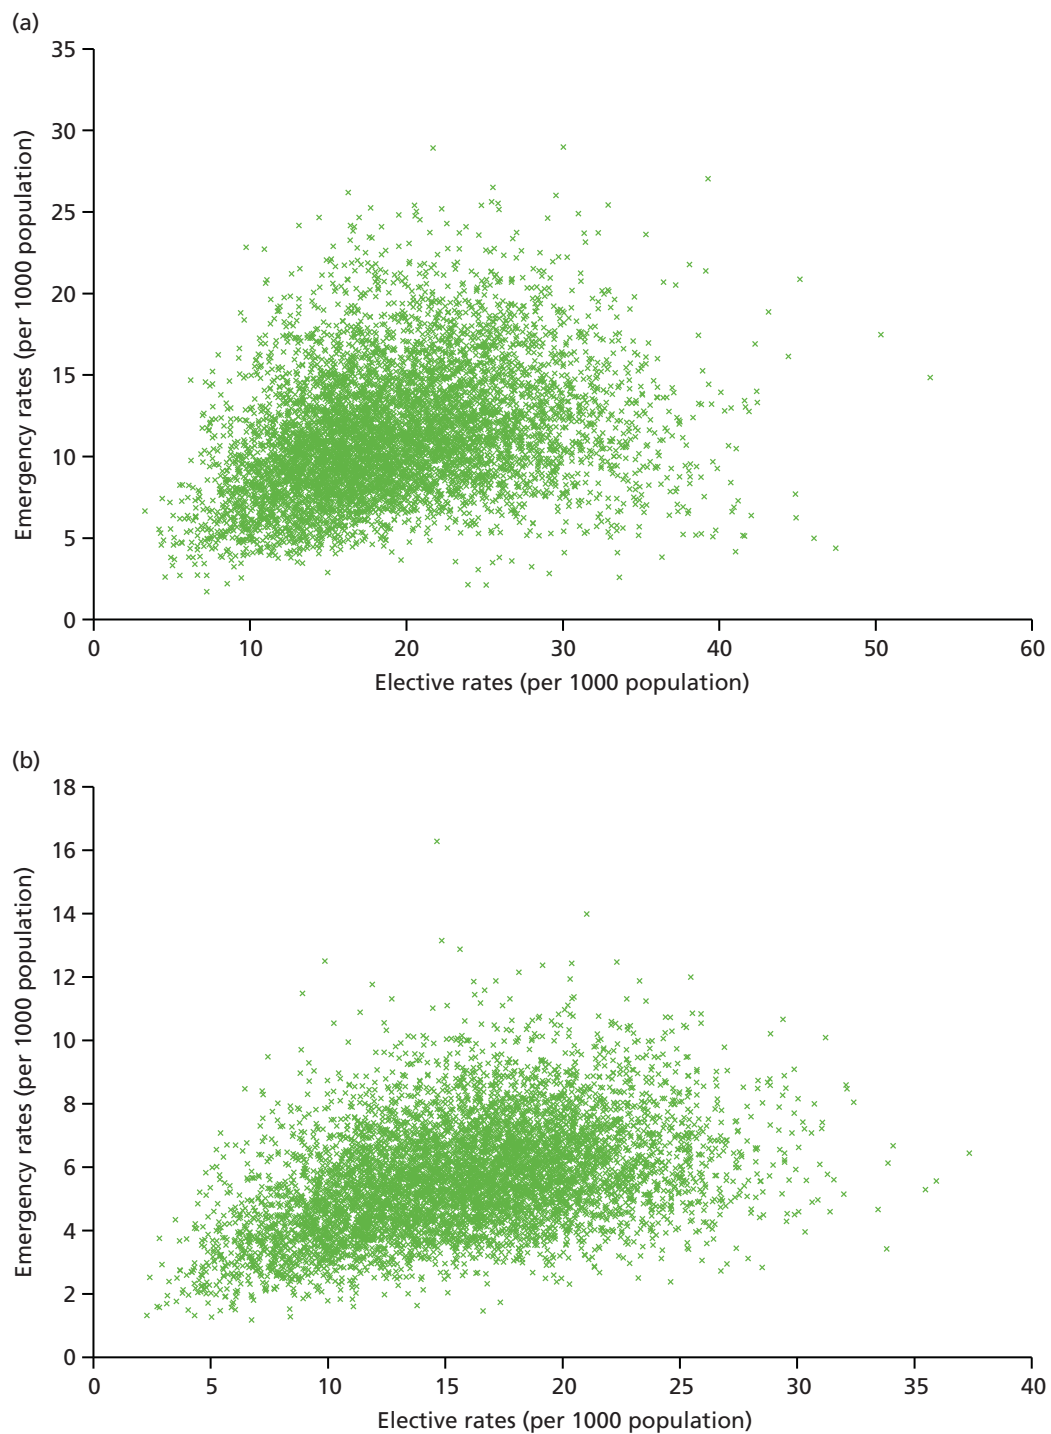 (a)
35
30
25
20
15
10
5
0
Emergency rates (per 1000 population)
0 10 20 30 40 50 60
Elective rates (per 1000 population)
(b)
18
16
14
12
10
8
6
4
2
0
Emergency rates (per 1000 population)
0 5 10 15 20 25 30 35 40
Elective rates (per 1000 population)